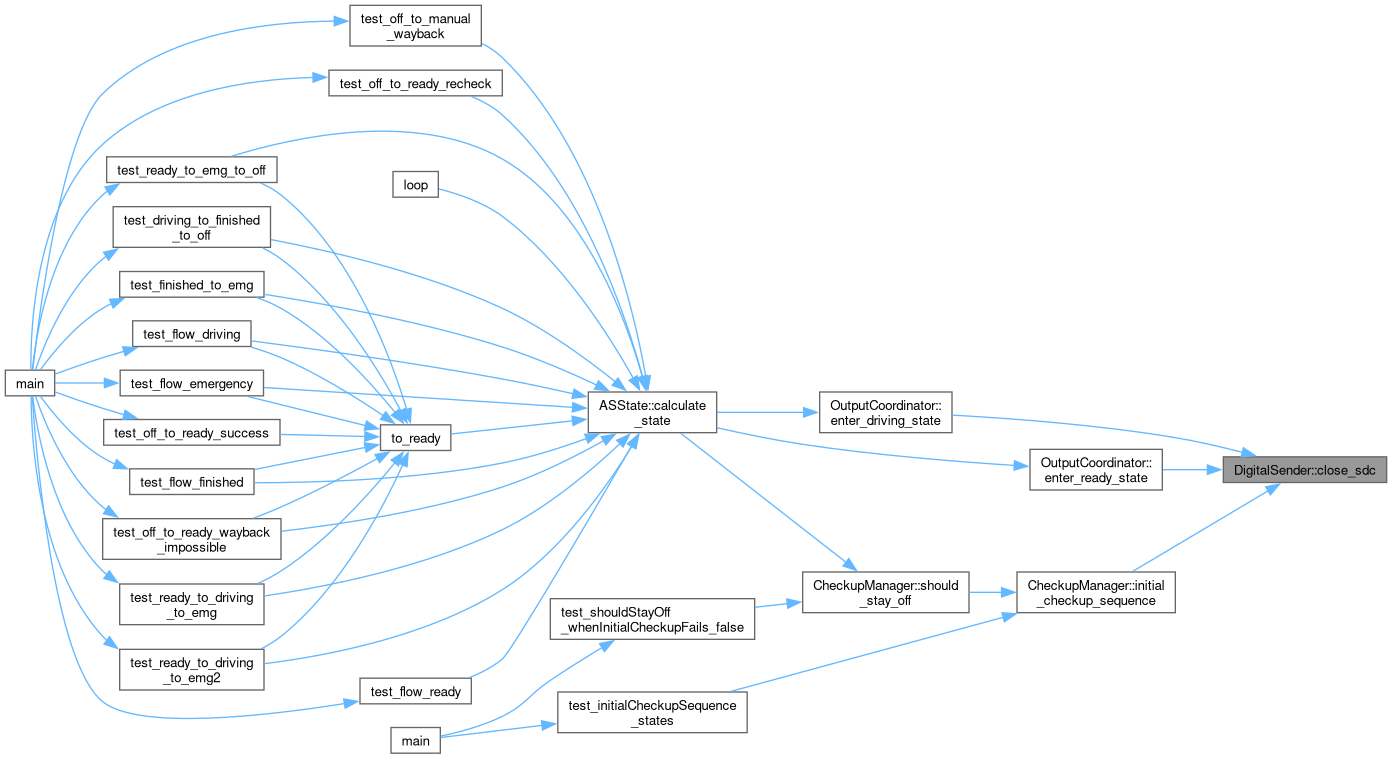 test_off_to_manual
_wayback
test_off_to_ready_recheck
test_ready_to_emg_to_off
loop
test_driving_to_finished
_to_off
test_finished_to_emg
test_flow_driving
main
test_flow_emergency
test_off_to_ready_success
to_ready
test_flow_finished
test_off_to_ready_wayback
_impossible
test_ready_to_driving
_to_emg
test_ready_to_driving
_to_emg2
test_flow_ready
main
ASState::calculate
_state
test_shouldStayOff
_whenInitialCheckupFails_false
test_initialCheckupSequence
_states
OutputCoordinator::
enter_driving_state
OutputCoordinator::
enter_ready_state
CheckupManager::should
_stay_off
CheckupManager::initial
_checkup_sequence
DigitalSender::close_sdc